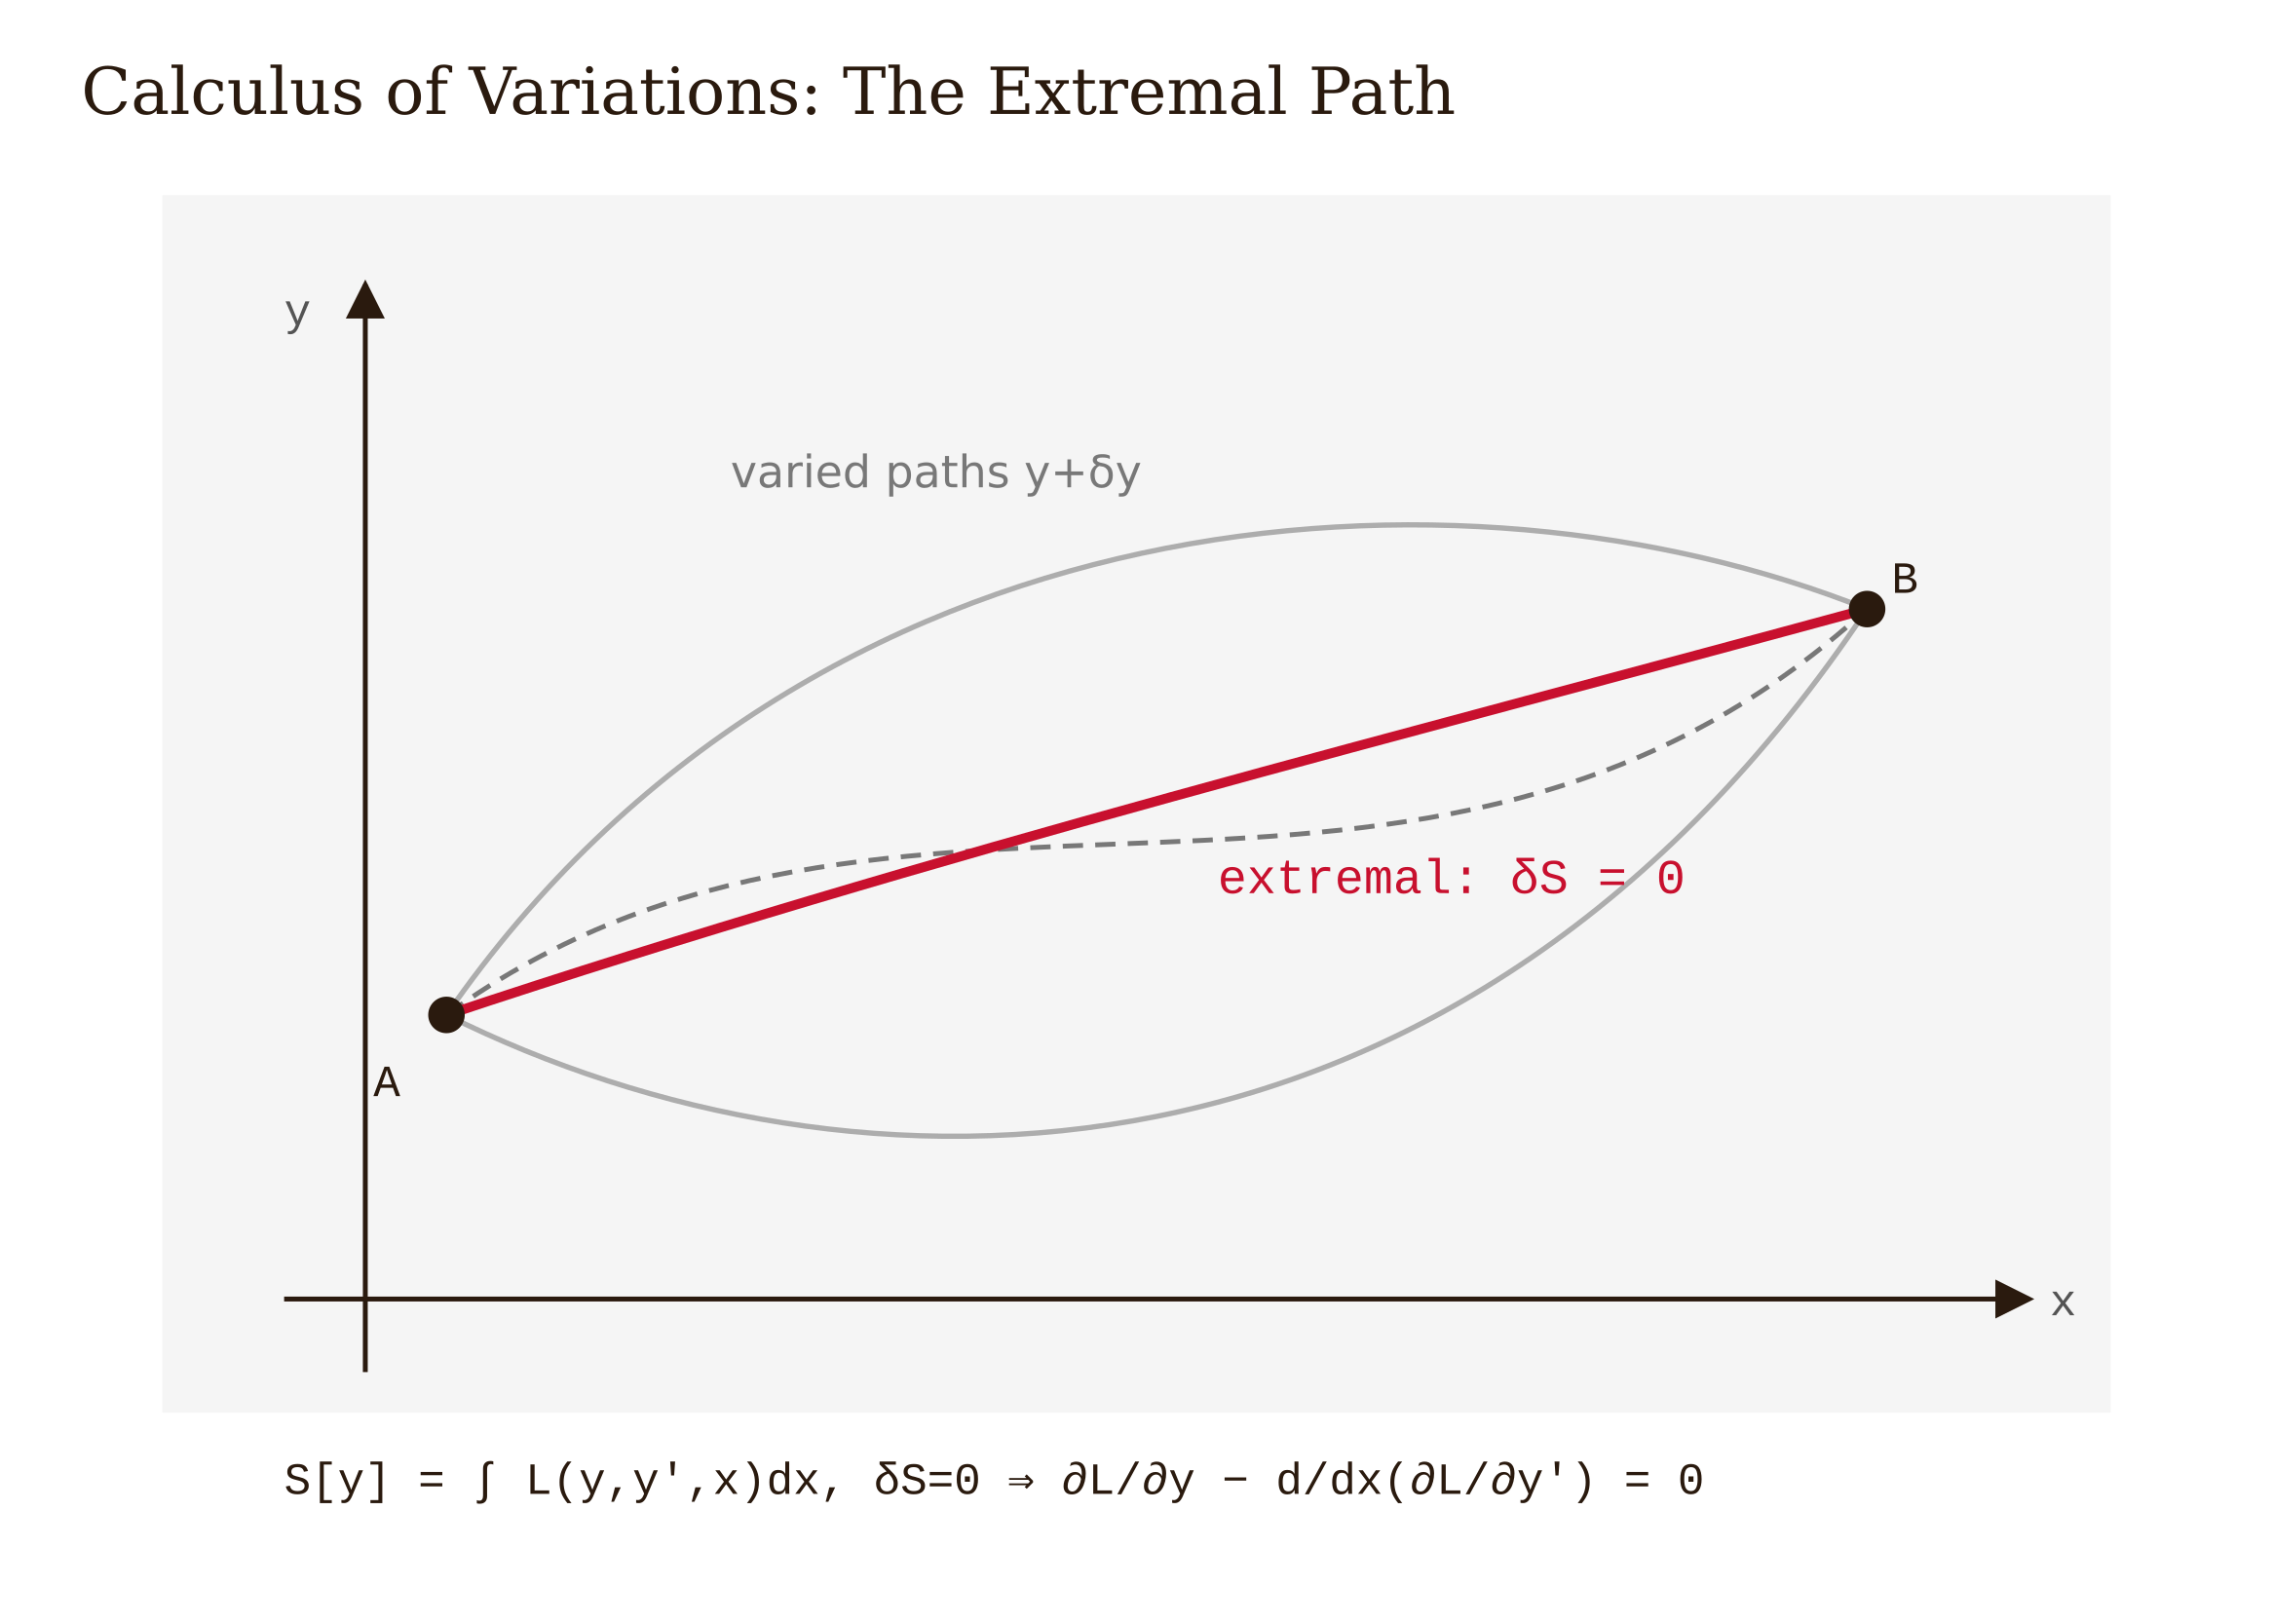 Calculus of Variations: The Extremal Path
y
varied paths y+δy
B
extremal: δS = 0
A
x
S[y] = ∫ L(y,y',x)dx, δS=0 ⇒ ∂L/∂y − d/dx(∂L/∂y') = 0